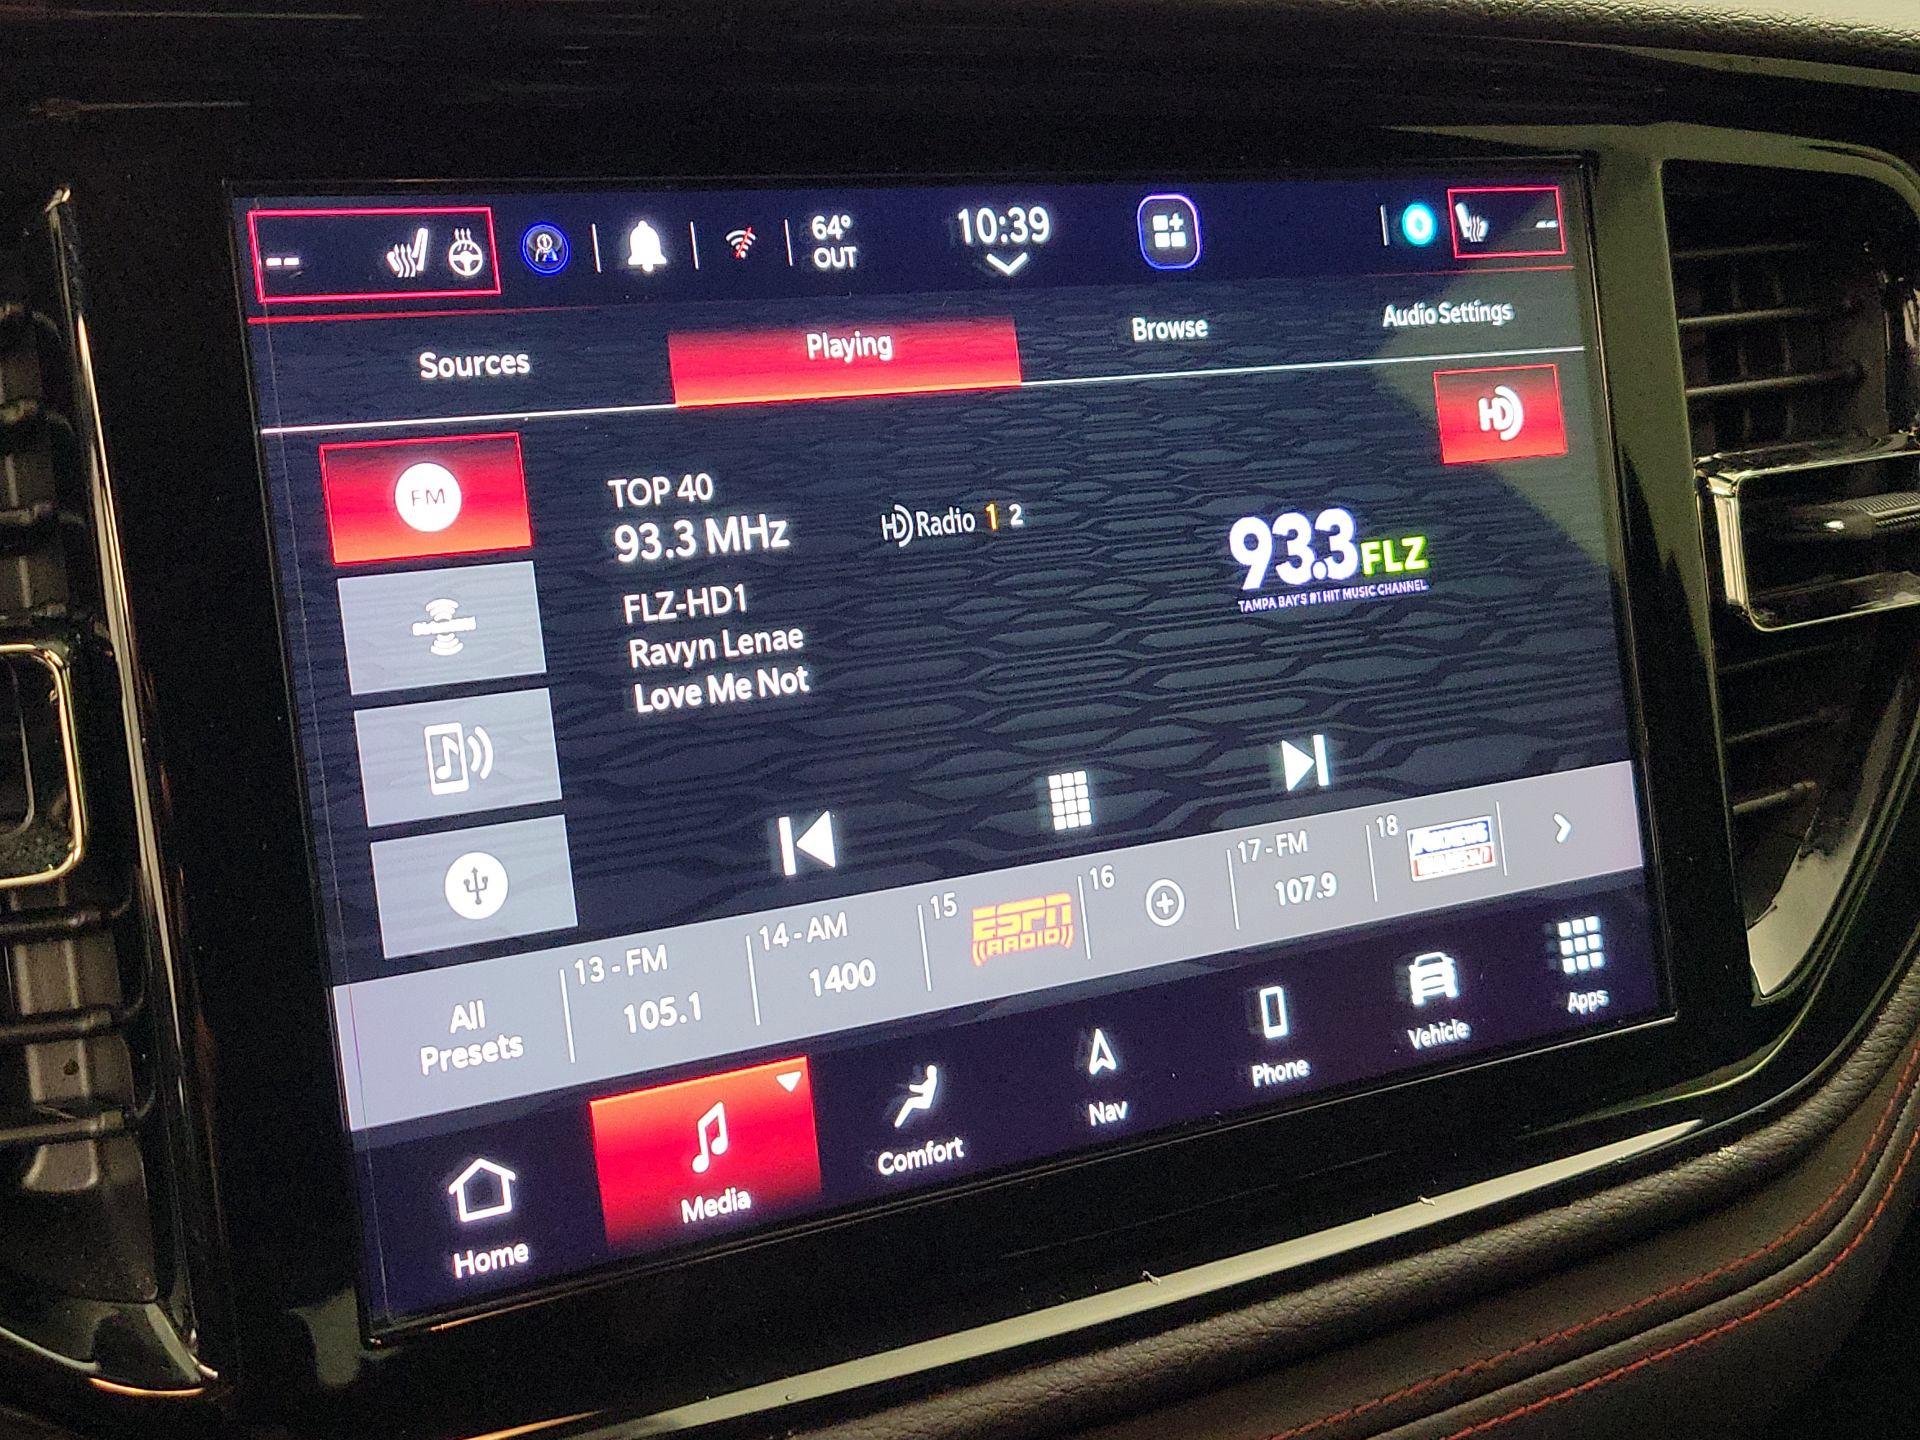 --
64°
OUT
10:39
--
Sources
Playing
Browse
Audio Settings
HD
FM
TOP 40
93.3 MHz
HD Radio 1 2
FLZ-HD1
Ravyn Lenae
Love Me Not
93.3 FLZ
TAMPA BAY'S #1 HIT MUSIC CHANNEL
All
Presets
13 - FM
105.1
14 - AM
1400
15
ESPN
RADIO
16
17 - FM
107.9
18
Home
Media
Comfort
Nav
Phone
Vehicle
Apps